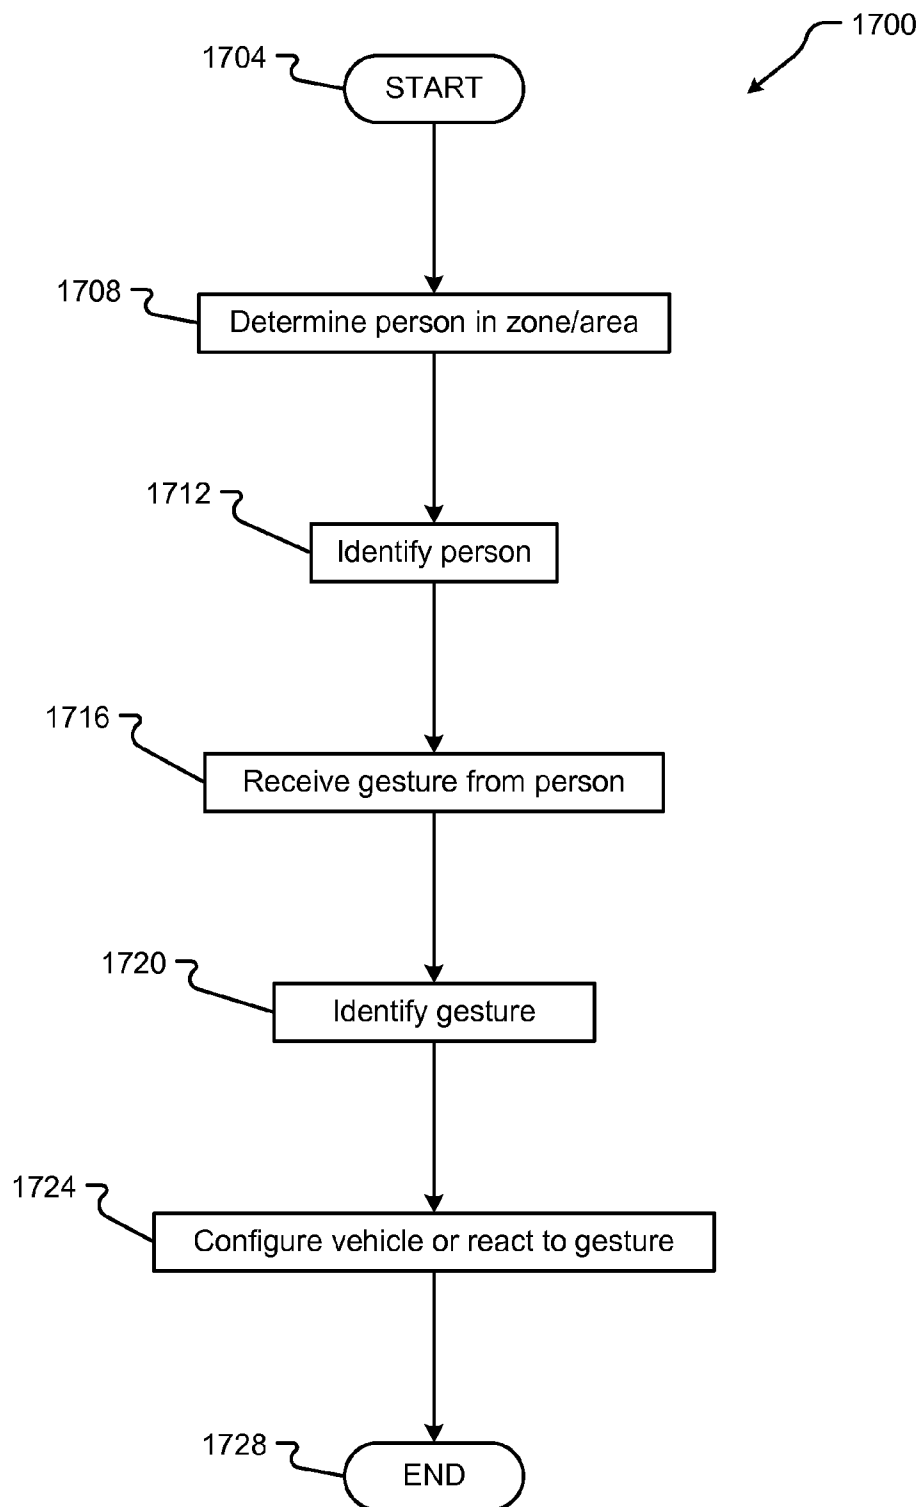 1700
1704
START
1708
Determine person in zone/area
1712
Identify person
1716
Receive gesture from person
1720
Identify gesture
1724
Configure vehicle or react to gesture
1728
END